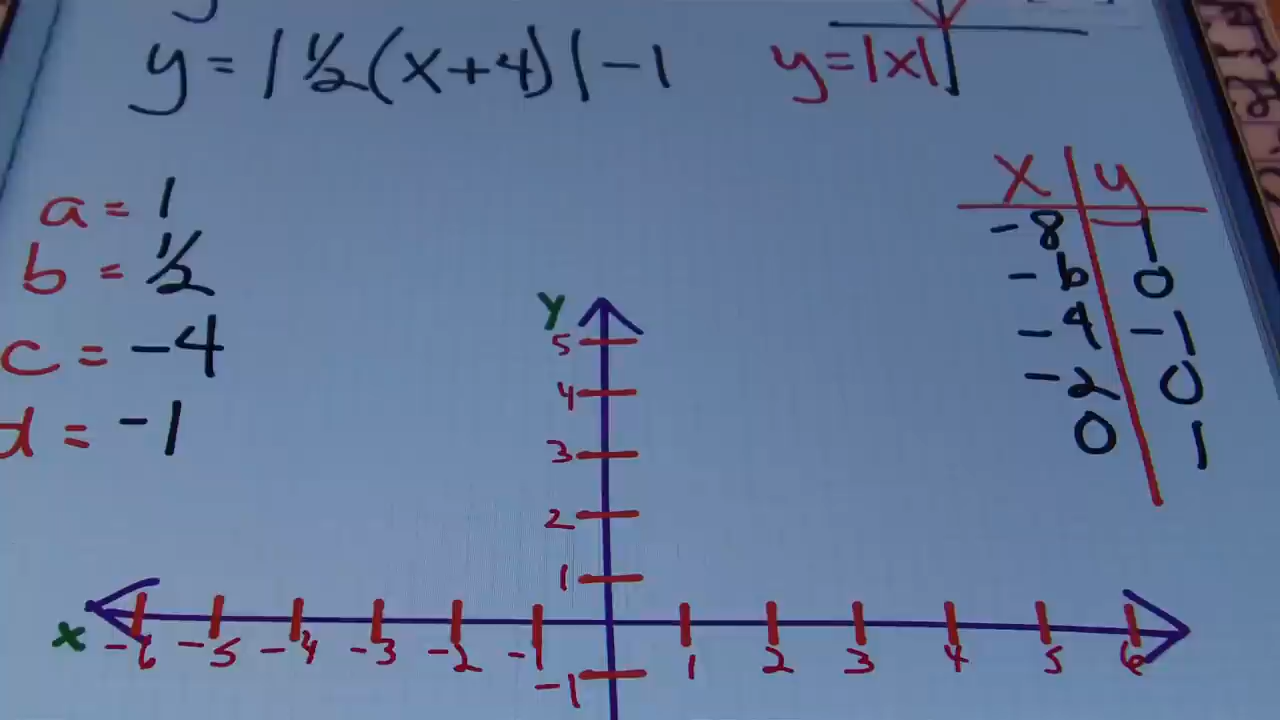 y = |½(x+4)|-1
y=|x|
a = 1
b = ½
c = -4
d = -1
x y
-8 1
-6 0
-4 -1
-2 0
0 1
Y
5
4
3
2
1
x
-6 -5 -4 -3 -2 -1 1 2 3 4 5 6
-1